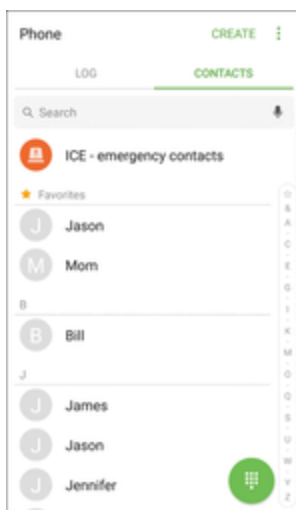 Phone CREATE
LOG CONTACTS
Search
ICE - emergency contacts
Favorites
J Jason
M Mom
B
B Bill
J
J James
J Jason
J Jennifer
&
A
C
E
G
I
K
M
O
Q
S
U
W
Y
Z